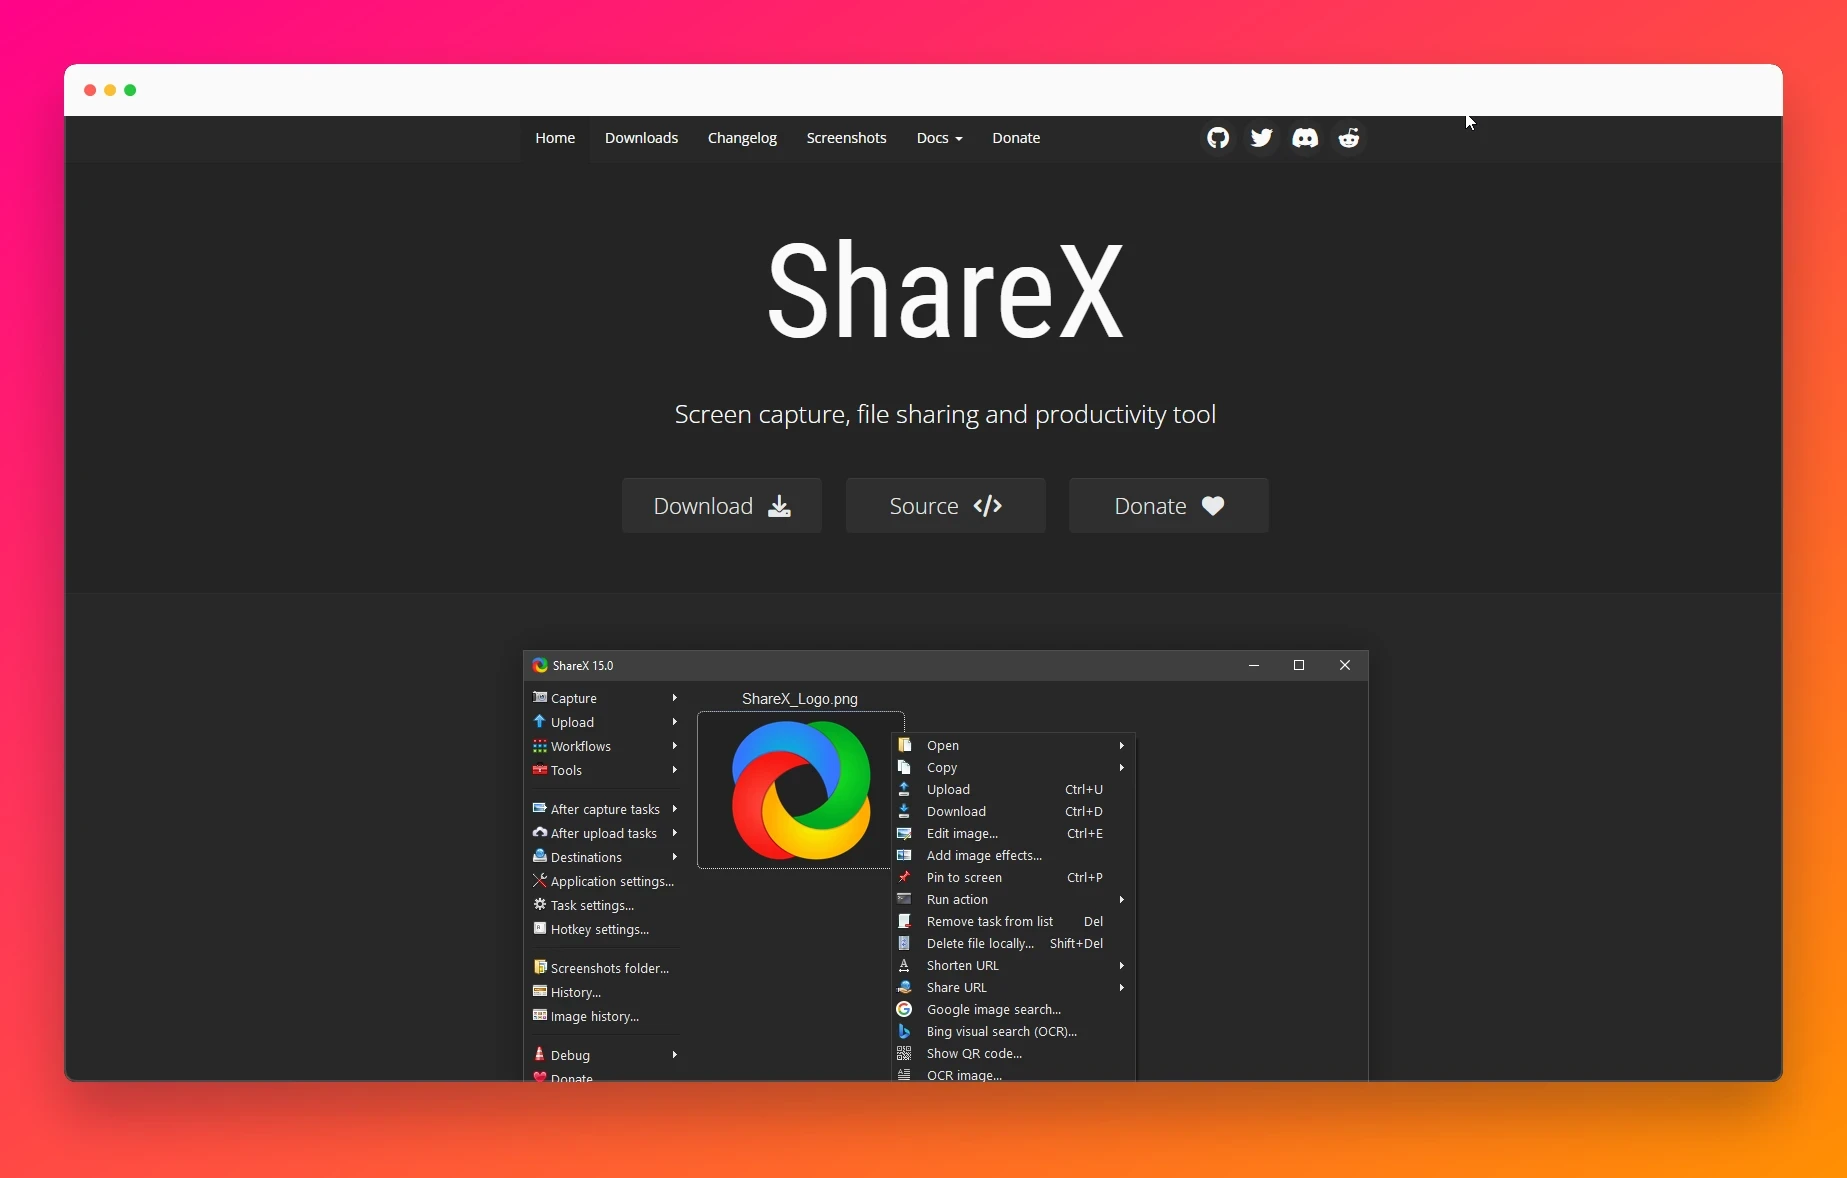 Home Downloads Changelog Screenshots Docs Donate
ShareX
Screen capture, file sharing and productivity tool
Download Source </> Donate
ShareX 15.0
Capture
Upload
Workflows
Tools
After capture tasks
After upload tasks
Destinations
Application settings...
Task settings...
Hotkey settings...
Screenshots folder...
History...
Image history...
Debug
Donate
ShareX_Logo.png
Open
Copy
Upload Ctrl+U
Download Ctrl+D
Edit image... Ctrl+E
Add image effects...
Pin to screen Ctrl+P
Run action
Remove task from list Del
Delete file locally... Shift+Del
Shorten URL
Share URL
Google image search...
Bing visual search (OCR)...
Show QR code...
OCR image...